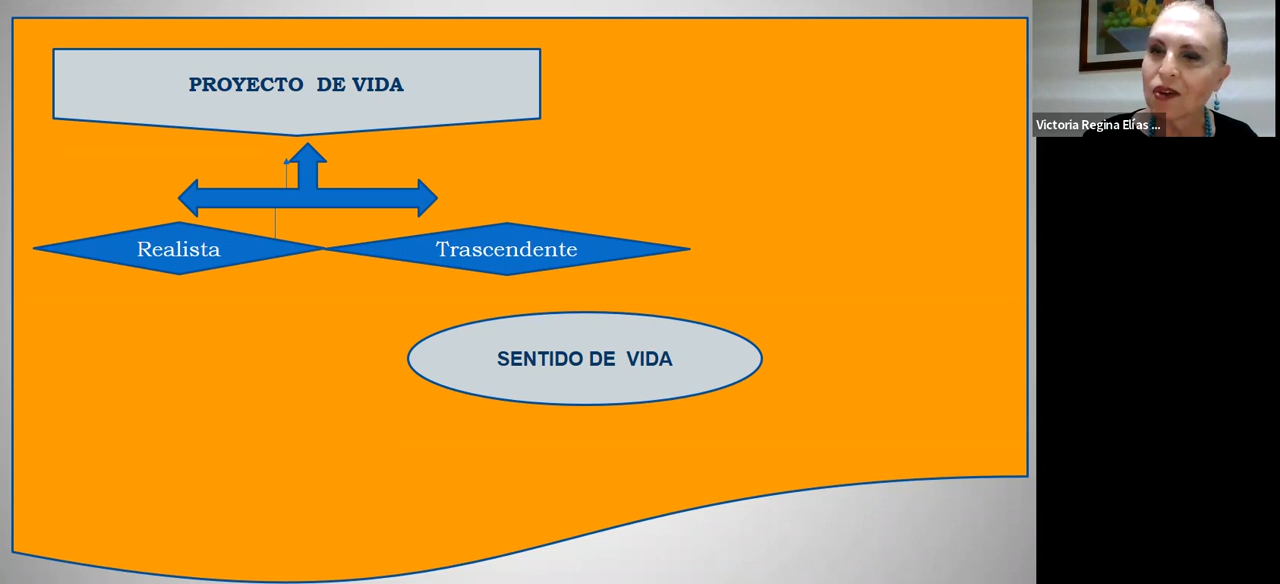 PROYECTO DE VIDA
Realista
Trascendente
SENTIDO DE VIDA
Victoria Regina Elías ...